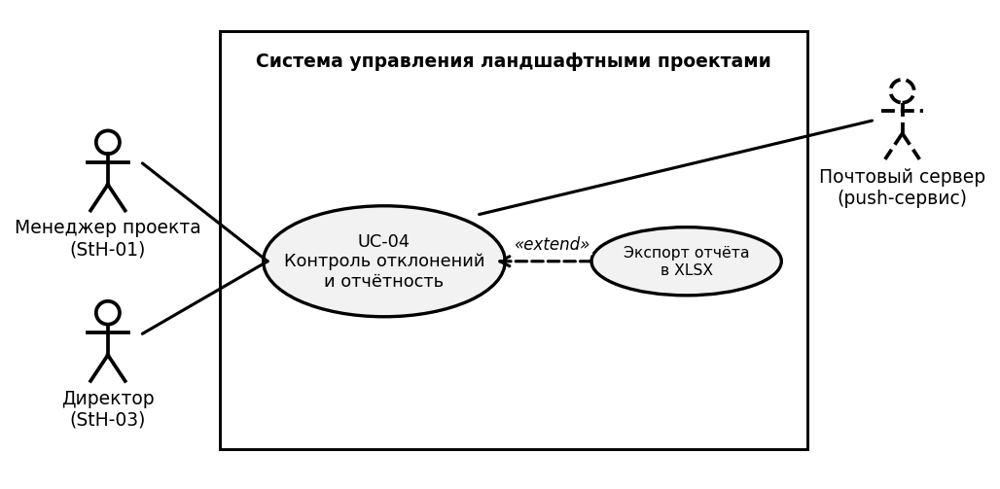 Система управления ландшафтными проектами
Менеджер проекта
(StH-01)
Директор
(StH-03)
UC-04
Контроль отклонений
и отчётность
«extend»
Экспорт отчёта
в XLSX
Почтовый сервер
(push-сервис)